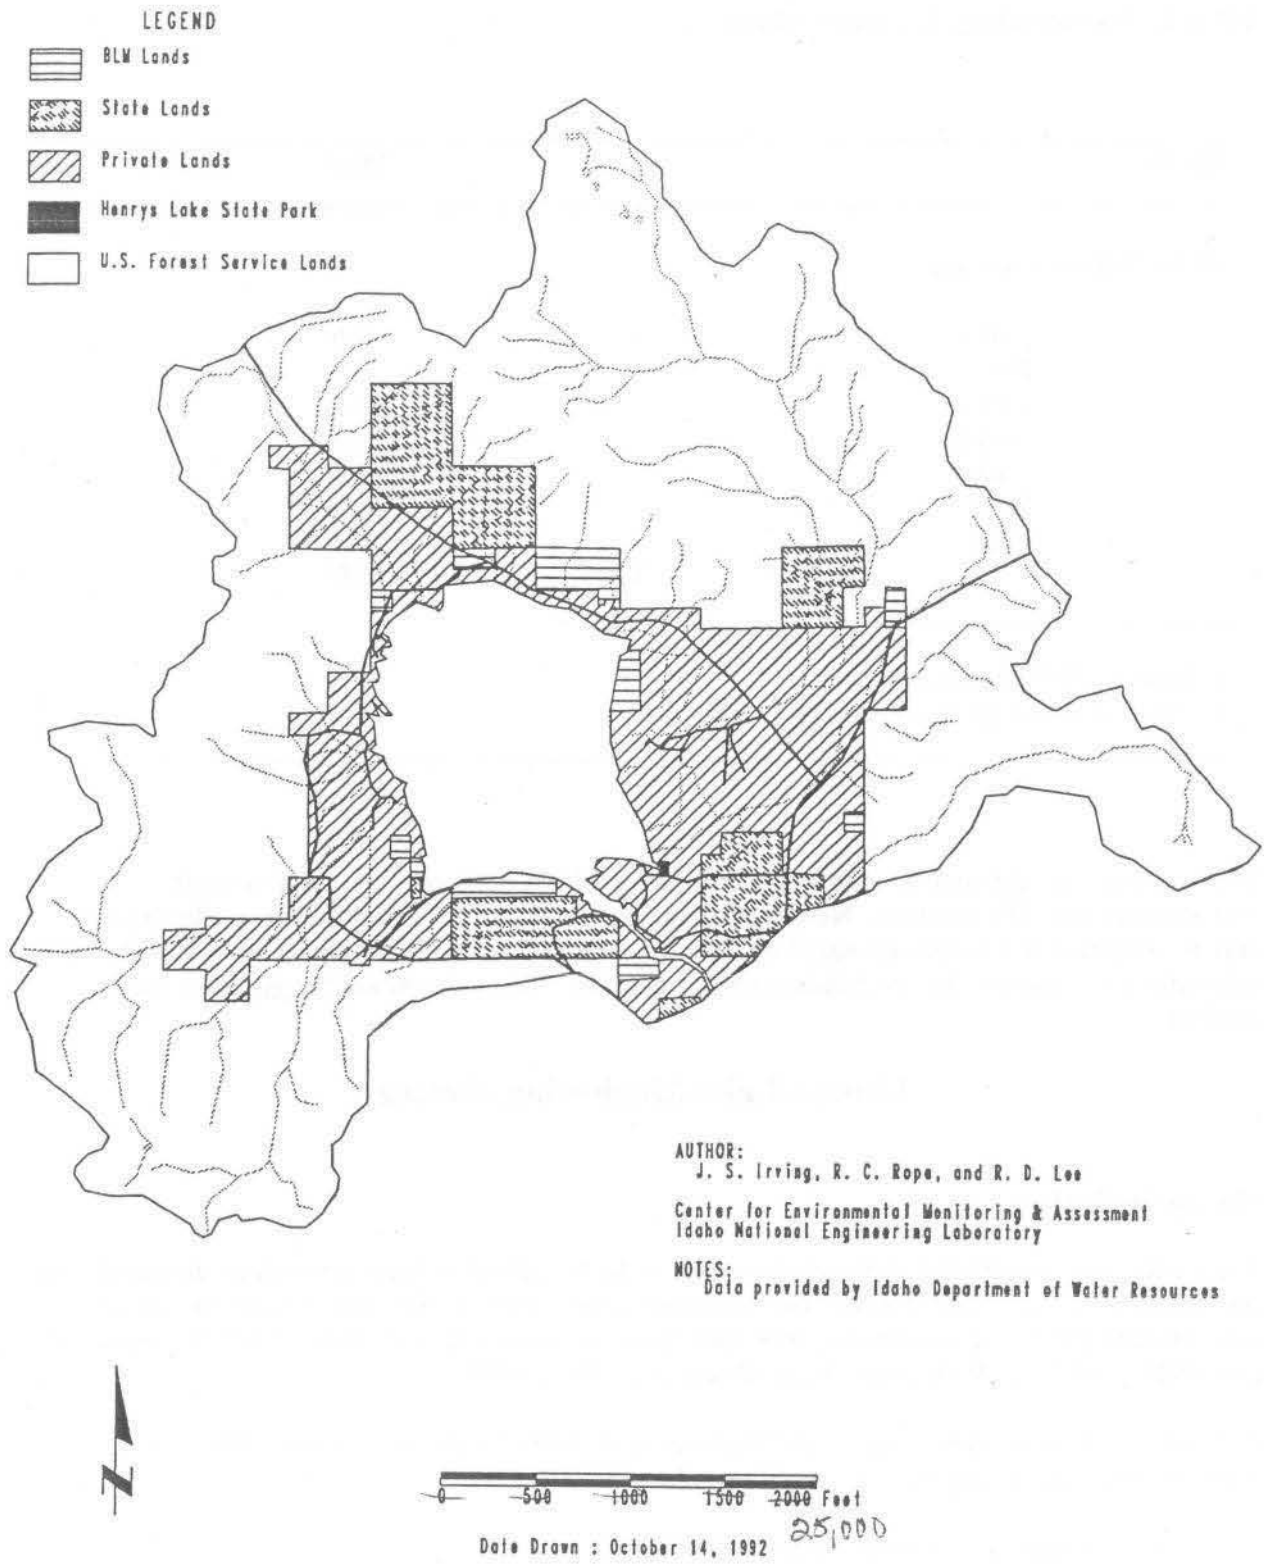 LEGEND
BLM Lands
State Lands
Private Lands
Henrys Lake State Park
U.S. Forest Service Lands
AUTHOR:
J. S. Irving, R. C. Rope, and R. D. Lee
Center for Environmental Monitoring & Assessment
Idaho National Engineering Laboratory
NOTES:
Data provided by Idaho Department of Water Resources
N
0 500 1000 1500 2000 Feet
25,000
Date Drawn : October 14, 1992